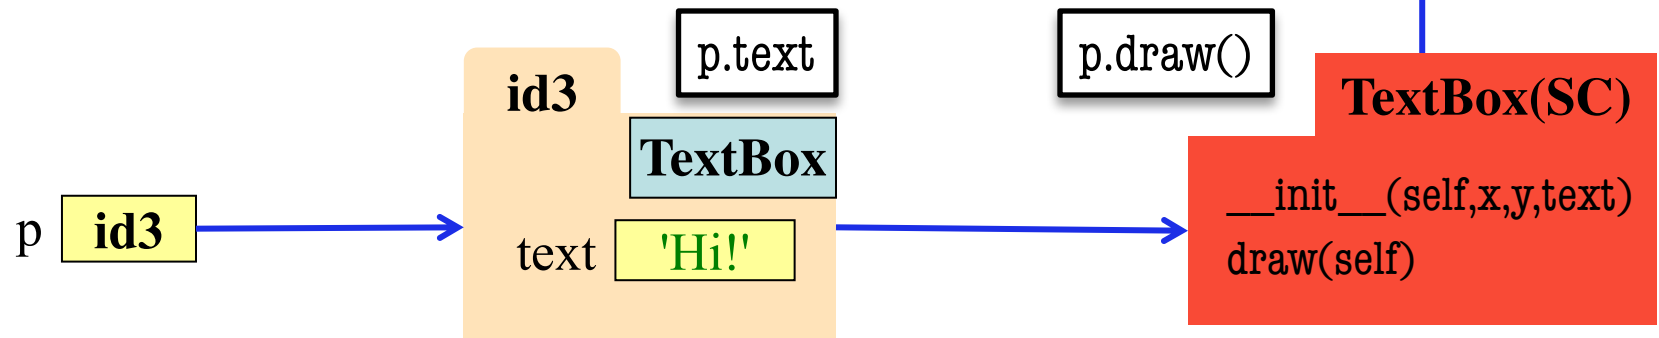 p.text
p.draw()
id3
TextBox(SC)
TextBox
__init__(self,x,y,text)
p id3
text 'Hi!'
draw(self)